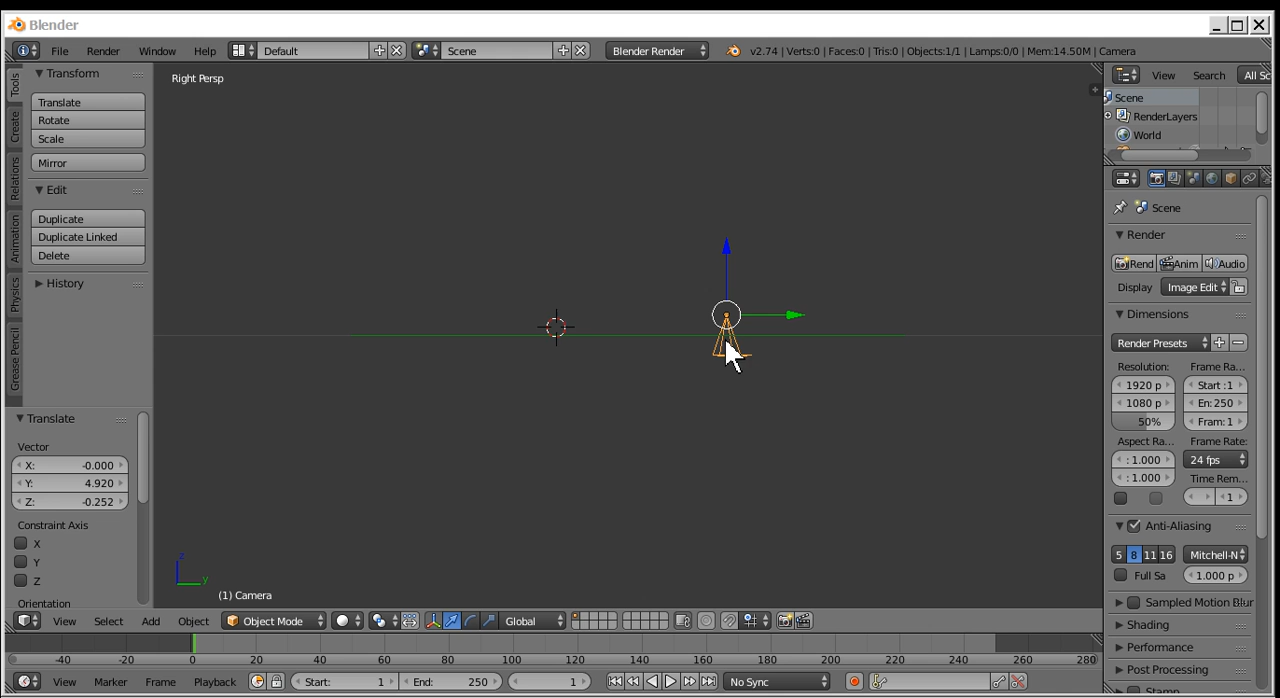 Blender
File Render Window Help Default Scene Blender Render v2.74 | Verts:0 | Faces:0 | Tris:0 | Objects:1/1 | Lamps:0/0 | Mem:14.50M | Camera
Tools
Create
Relations
Animation
Physics
Grease Pencil
Transform
Translate
Rotate
Scale
Mirror
Edit
Duplicate
Duplicate Linked
Delete
History
Translate
Vector
X: -0.000
Y: 4.920
Z: -0.252
Constraint Axis
X
Y
Z
Orientation
Right Persp
z
y
(1) Camera
View Select Add Object Object Mode Global
-40 -20 0 20 40 60 80 100 120 140 160 180 200 220 240 260 280
View Marker Frame Playback Start: 1 End: 250 1 No Sync
View Search All Sc
Scene
RenderLayers
World
Scene
Render
Rend Anim Audio
Display Image Edit
Dimensions
Render Presets
Resolution: Frame Ra...
1920 p Start :1
1080 p En: 250
50% Fram: 1
Aspect Ra... Frame Rate:
: 1.000 24 fps
: 1.000 Time Rem...
1
Anti-Aliasing
5 8 11 16 Mitchell-N
Full Sa 1.000 p
Sampled Motion Blur
Shading
Performance
Post Processing
Stamp